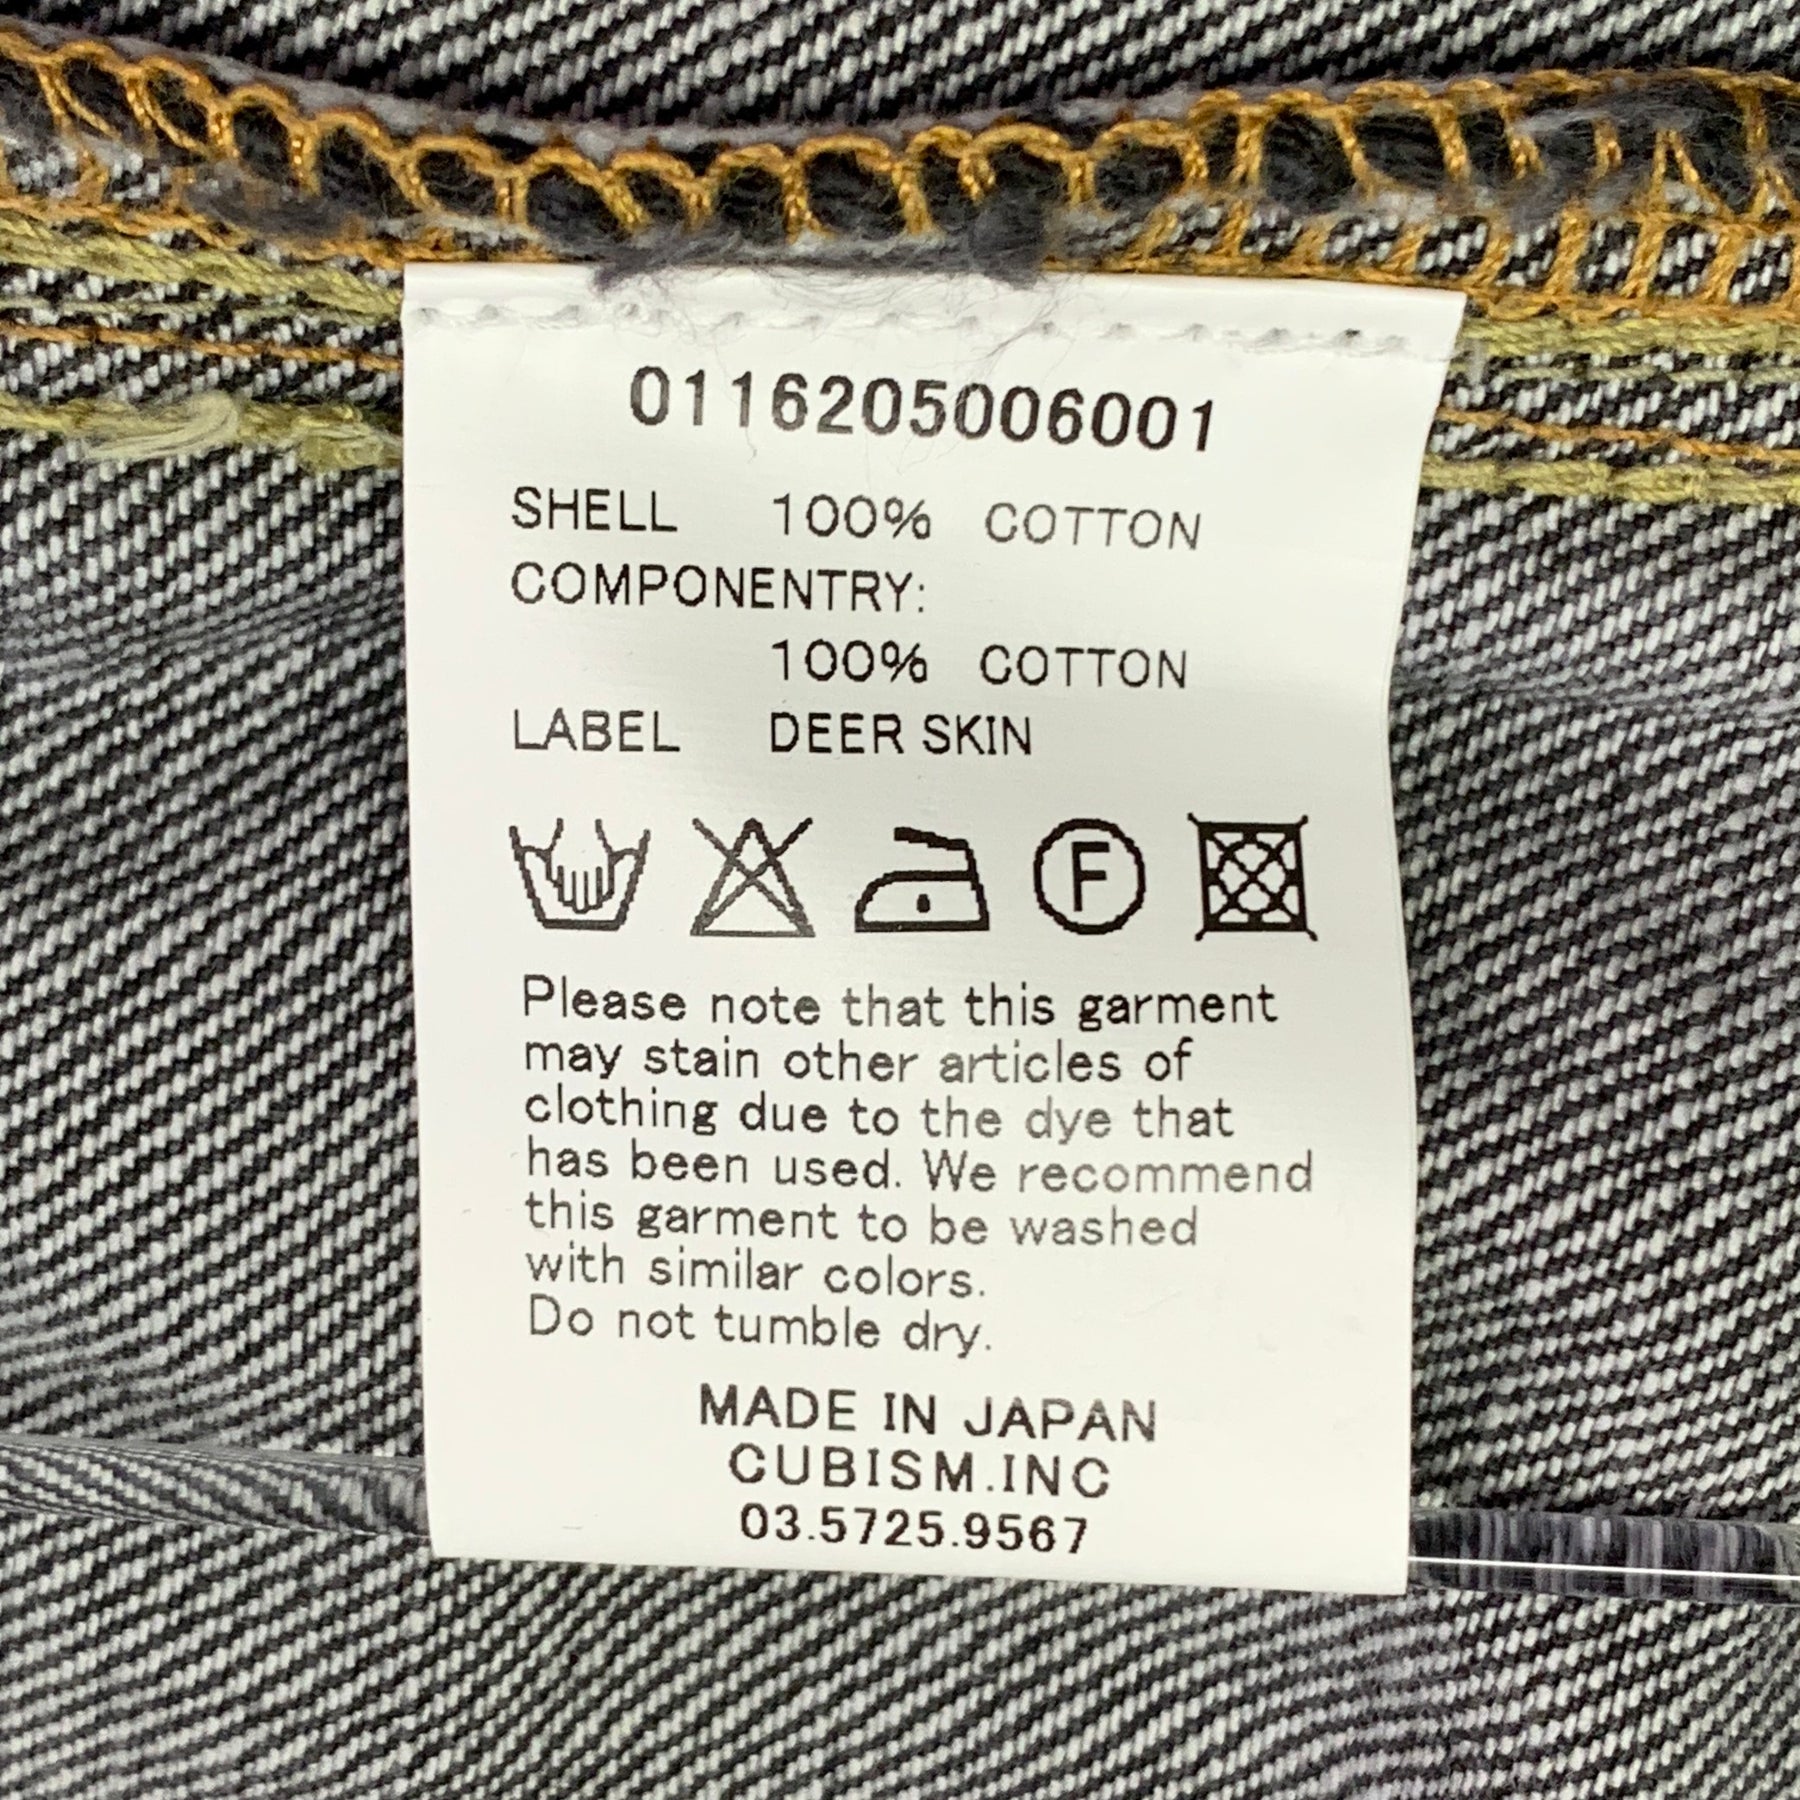 0116205006001
SHELL 100% COTTON
COMPONENTRY:
100% COTTON
LABEL DEER SKIN
F
Please note that this garment
may stain other articles of
clothing due to the dye that
has been used. We recommend
this garment to be washed
with similar colors.
Do not tumble dry.
MADE IN JAPAN
CUBISM.INC
03.5725.9567